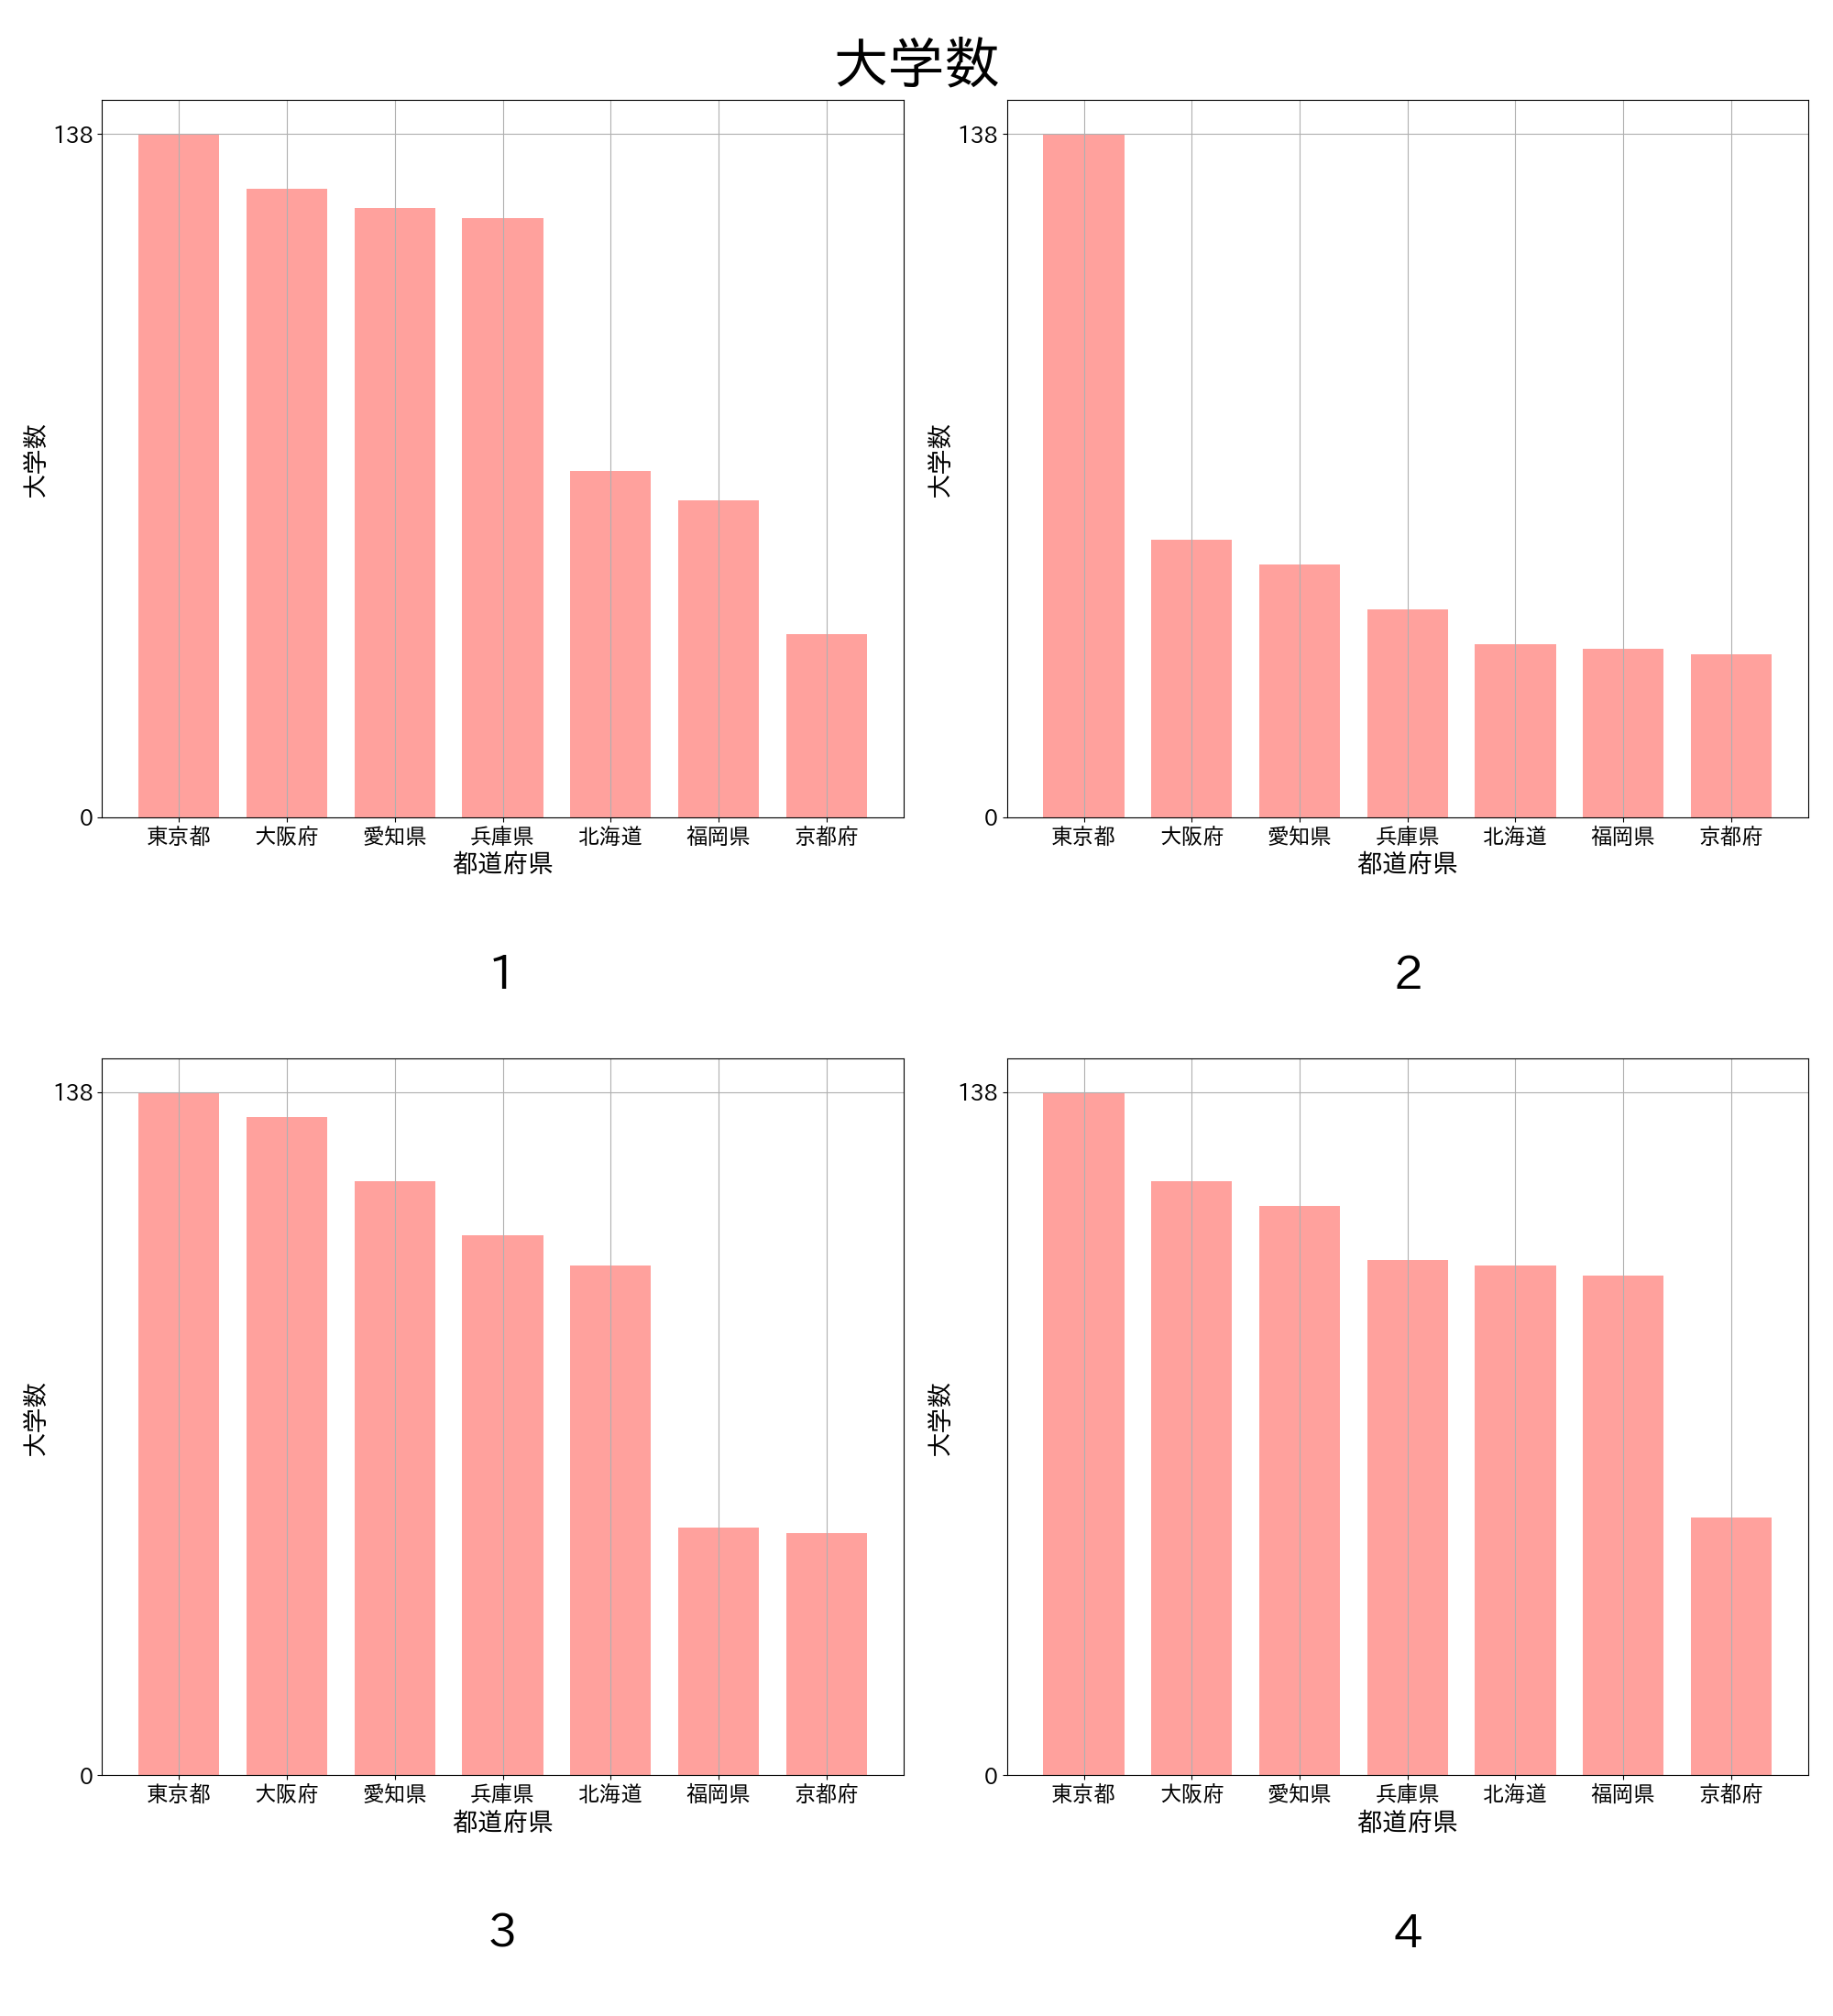 大学数
138
0
大学数
東京都 大阪府 愛知県 兵庫県 北海道 福岡県 京都府
都道府県
1
138
0
大学数
東京都 大阪府 愛知県 兵庫県 北海道 福岡県 京都府
都道府県
2
138
0
大学数
東京都 大阪府 愛知県 兵庫県 北海道 福岡県 京都府
都道府県
3
138
0
大学数
東京都 大阪府 愛知県 兵庫県 北海道 福岡県 京都府
都道府県
4